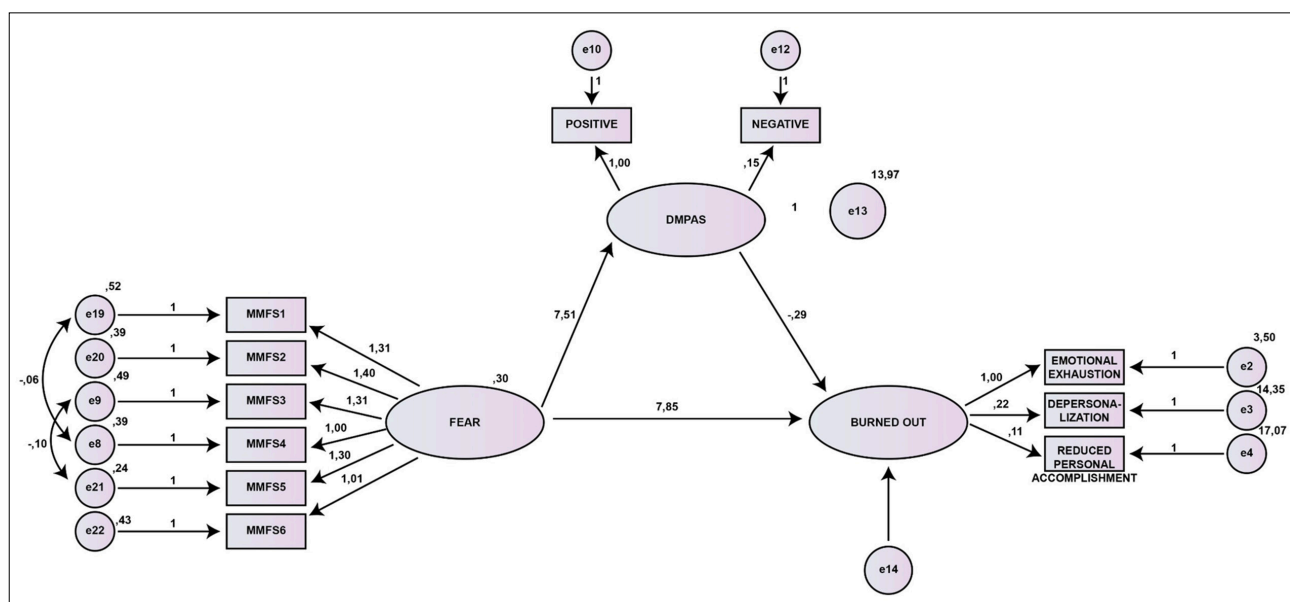 e10
e12
1
1
POSITIVE
NEGATIVE
1,00
,15
13,97
DMPAS
1
e13
,52
e19
1
MMFS1
,39
e20
1
MMFS2
7,51
-,29
1,31
,49
e9
1
MMFS3
1,40
-,06
1,31
,30
3,50
EMOTIONAL
EXHAUSTION
1
e2
,39
e8
1
MMFS4
1,00
FEAR
7,85
BURNED OUT
1,00
,22
14,35
DEPERSONA-
LIZATION
1
e3
-,10
,24
e21
1
MMFS5
1,30
,11
17,07
REDUCED
PERSONAL
ACCOMPLISHMENT
1
e4
1,01
e22
,43
1
MMFS6
e14